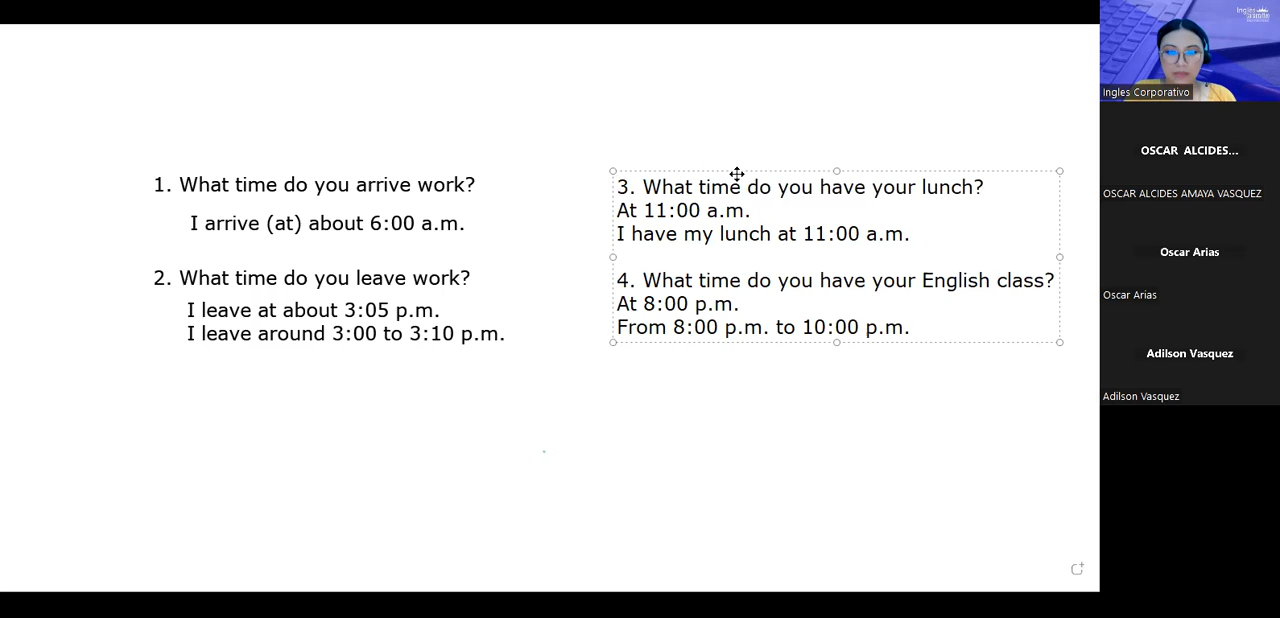 1. What time do you arrive work?
I arrive (at) about 6:00 a.m.
2. What time do you leave work?
I leave at about 3:05 p.m.
I leave around 3:00 to 3:10 p.m.
3. What time do you have your lunch?
At 11:00 a.m.
I have my lunch at 11:00 a.m.
4. What time do you have your English class?
At 8:00 p.m.
From 8:00 p.m. to 10:00 p.m.
Ingles
Ingles Corporativo
OSCAR ALCIDES...
OSCAR ALCIDES AMAYA VASQUEZ
Oscar Arias
Oscar Arias
Adilson Vasquez
Adilson Vasquez